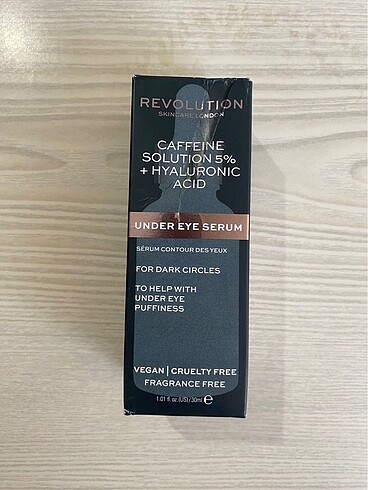 REVOLUTION
SKINCARE LONDON
CAFFEINE
SOLUTION 5%
+ HYALURONIC
ACID
UNDER EYE SERUM
SÉRUM CONTOUR DES YEUX
FOR DARK CIRCLES
TO HELP WITH
UNDER EYE
PUFFINESS
VEGAN | CRUELTY FREE
FRAGRANCE FREE
1.01 fl. oz. (US)/30ml ℮